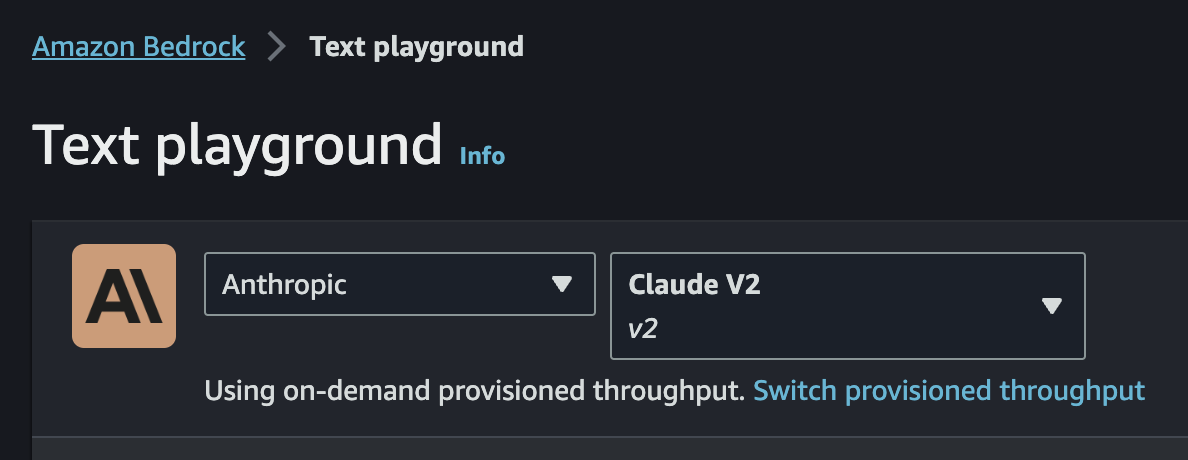 Amazon Bedrock > Text playground
Text playground Info
Anthropic
Claude V2
v2
Using on-demand provisioned throughput. Switch provisioned throughput